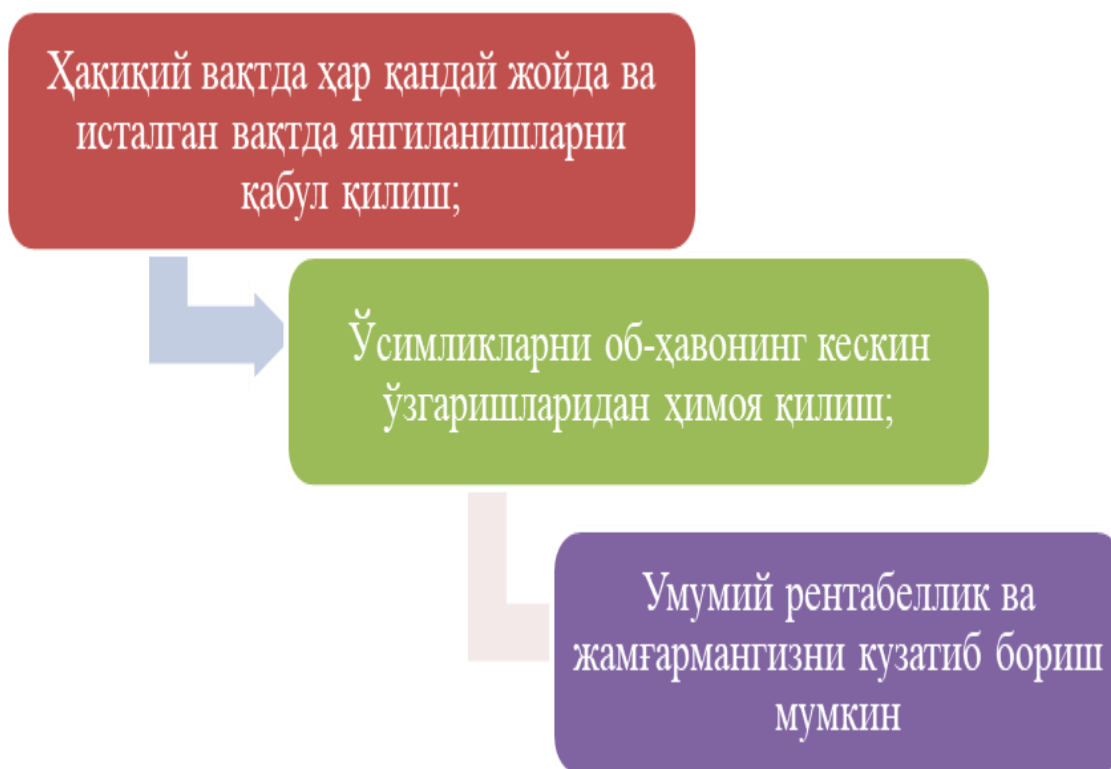 Ҳақиқий вақтда ҳар қандай жойда ва
исталган вақтда янгиланишларни
қабул қилиш;
Ўсимликларни об-ҳавонинг кескин
ўзгаришларидан ҳимоя қилиш;
Умумий рентабеллик ва
жамғармангизни кузатиб бориш
мумкин